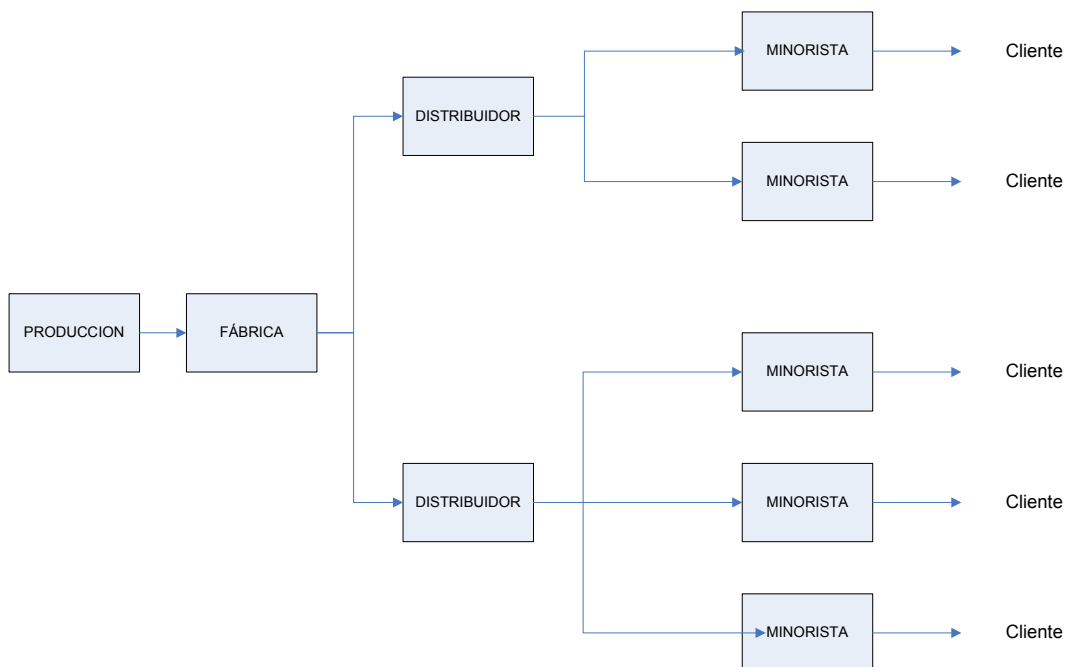 MINORISTA
Cliente
DISTRIBUIDOR
MINORISTA
Cliente
PRODUCCION
FÁBRICA
MINORISTA
Cliente
DISTRIBUIDOR
MINORISTA
Cliente
MINORISTA
Cliente